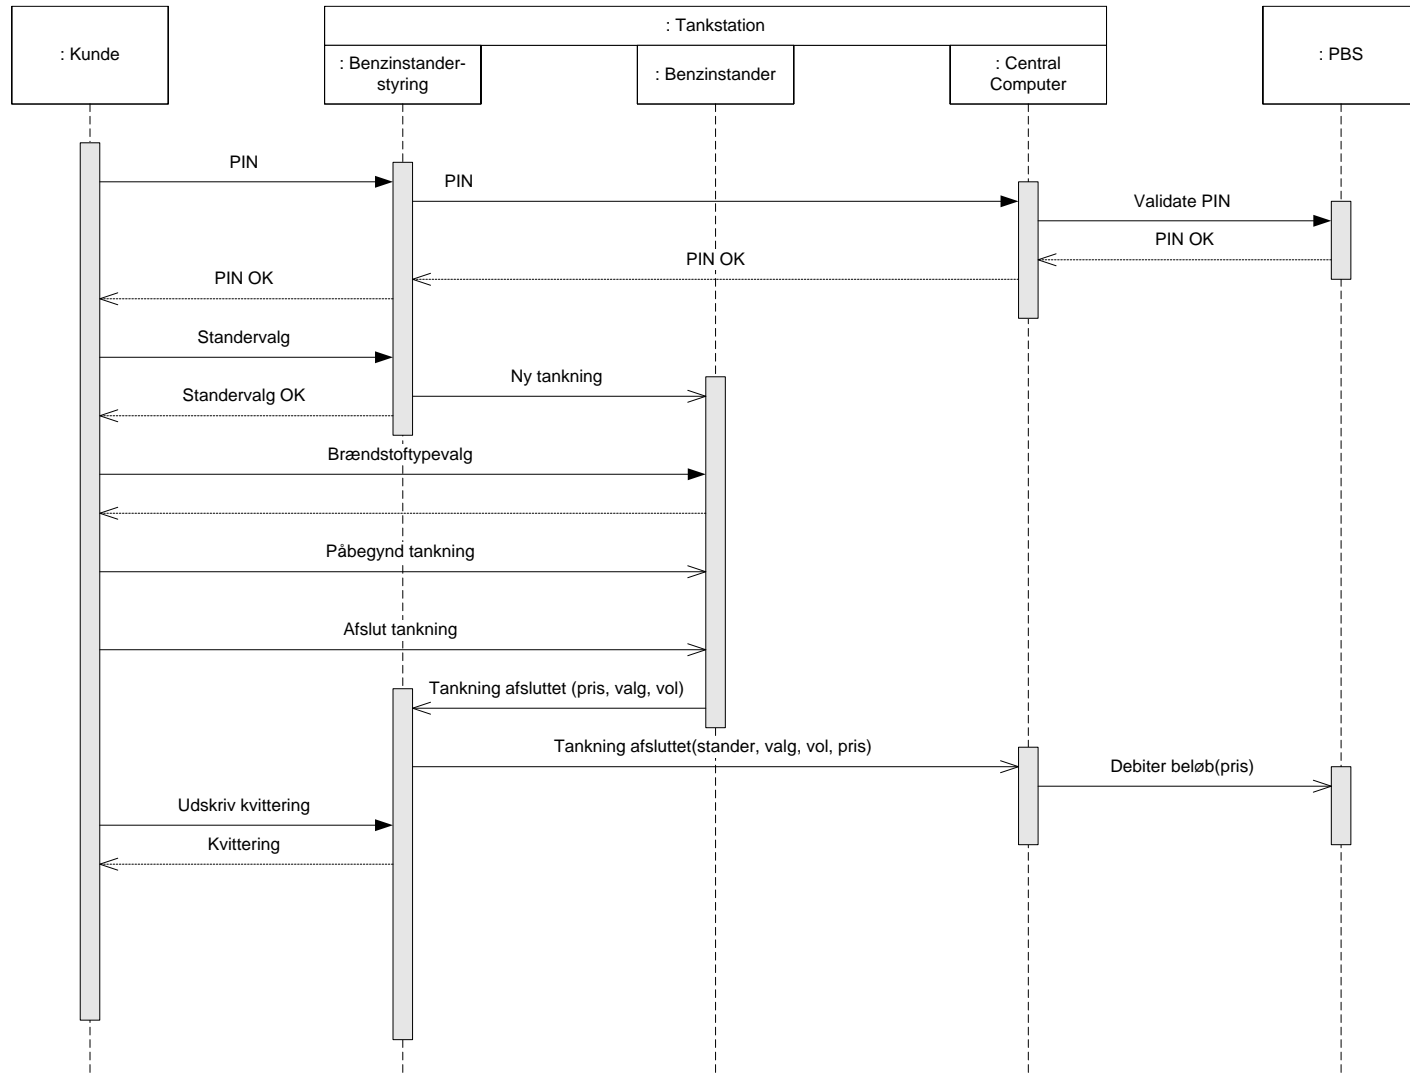 : Kunde
: Tankstation
: Benzinstander-
styring
: Benzinstander
: Central
Computer
: PBS
PIN
PIN
Validate PIN
PIN OK
PIN OK
PIN OK
Standervalg
Ny tankning
Standervalg OK
Brændstoftypevalg
Påbegynd tankning
Afslut tankning
Tankning afsluttet (pris, valg, vol)
Tankning afsluttet(stander, valg, vol, pris)
Debiter beløb(pris)
Udskriv kvittering
Kvittering